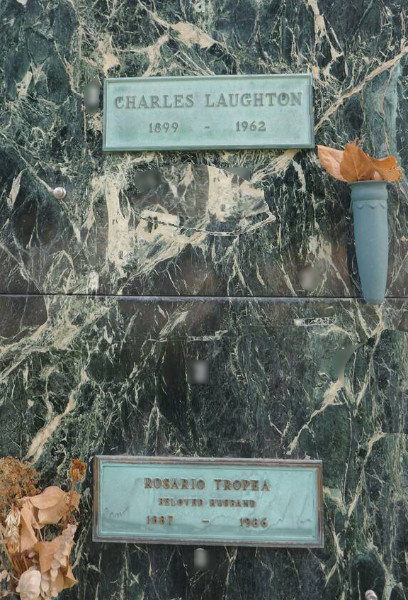 CHARLES LAUGHTON
1899 - 1962
ROSARIO TROPEA
BELOVED HUSBAND
1887 - 1966